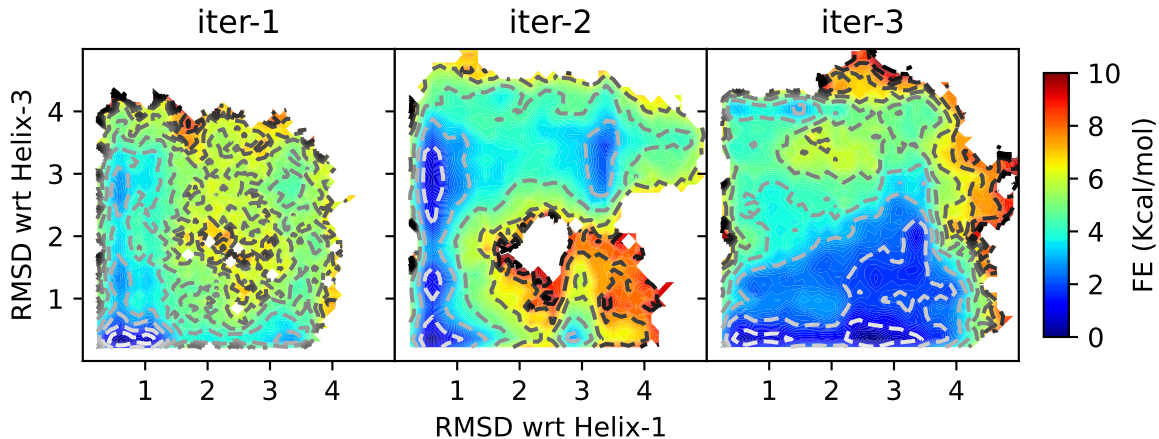 iter-1 iter-2 iter-3
RMSD wrt Helix-3
4
3
2
1
1 2 3 4 1 2 3 4 1 2 3 4
RMSD wrt Helix-1
10
8
6
4
2
0
FE (Kcal/mol)